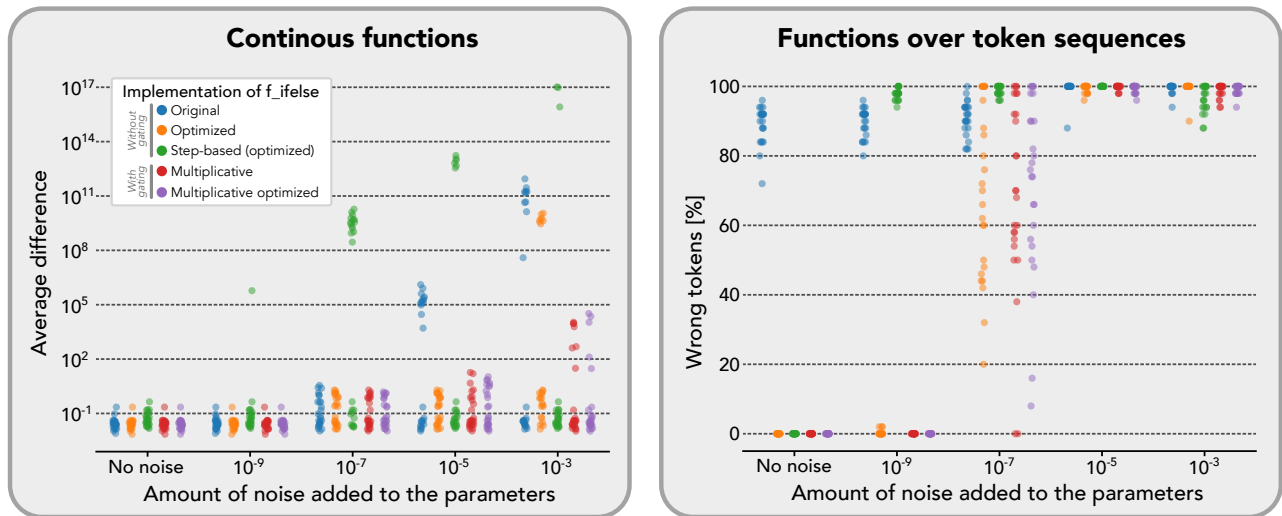 Continous functions
Average difference
10^17
10^14
10^11
10^8
10^5
10^2
10^-1
Implementation of f_ifelse
Without gating
Original
Optimized
Step-based (optimized)
With gating
Multiplicative
Multiplicative optimized
No noise
10^-9
10^-7
10^-5
10^-3
Amount of noise added to the parameters
Functions over token sequences
Wrong tokens [%]
100
80
60
40
20
0
No noise
10^-9
10^-7
10^-5
10^-3
Amount of noise added to the parameters